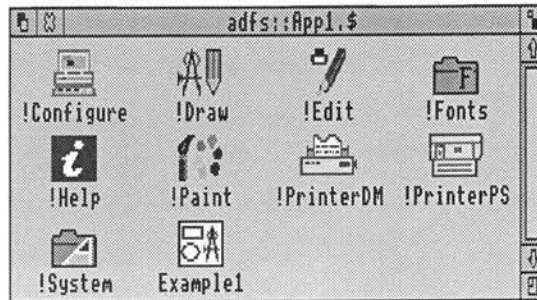 adfs::App1.$
!Configure !Draw !Edit !Fonts
!Help !Paint !PrinterDM !PrinterPS
!System Example1